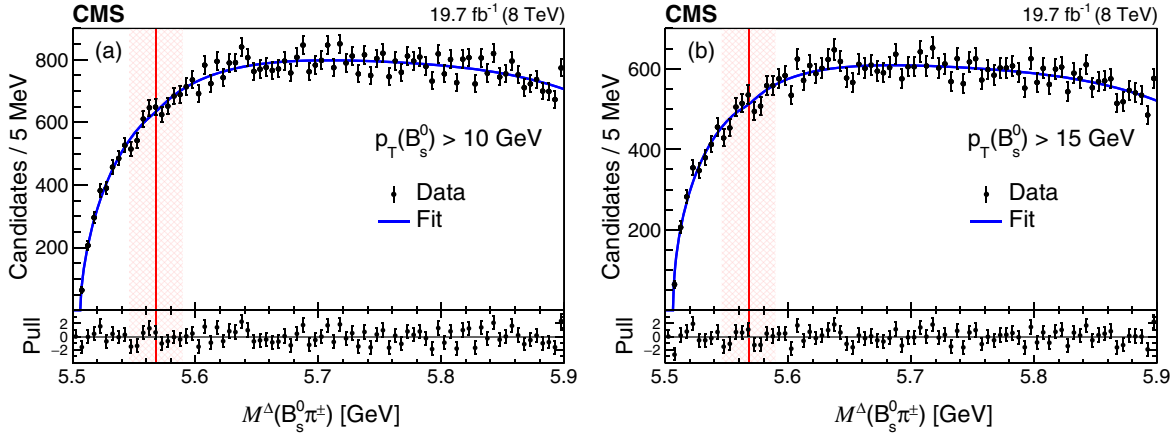 CMS 19.7 fb⁻¹ (8 TeV)
(a)
p_T(B_s^0) > 10 GeV
Data
Fit
Candidates / 5 MeV
800
600
400
200
Pull
2
0
−2
5.5 5.6 5.7 5.8 5.9
M^Δ(B_s^0π^±) [GeV]
CMS 19.7 fb⁻¹ (8 TeV)
(b)
p_T(B_s^0) > 15 GeV
Data
Fit
Candidates / 5 MeV
600
400
200
Pull
2
0
−2
5.5 5.6 5.7 5.8 5.9
M^Δ(B_s^0π^±) [GeV]